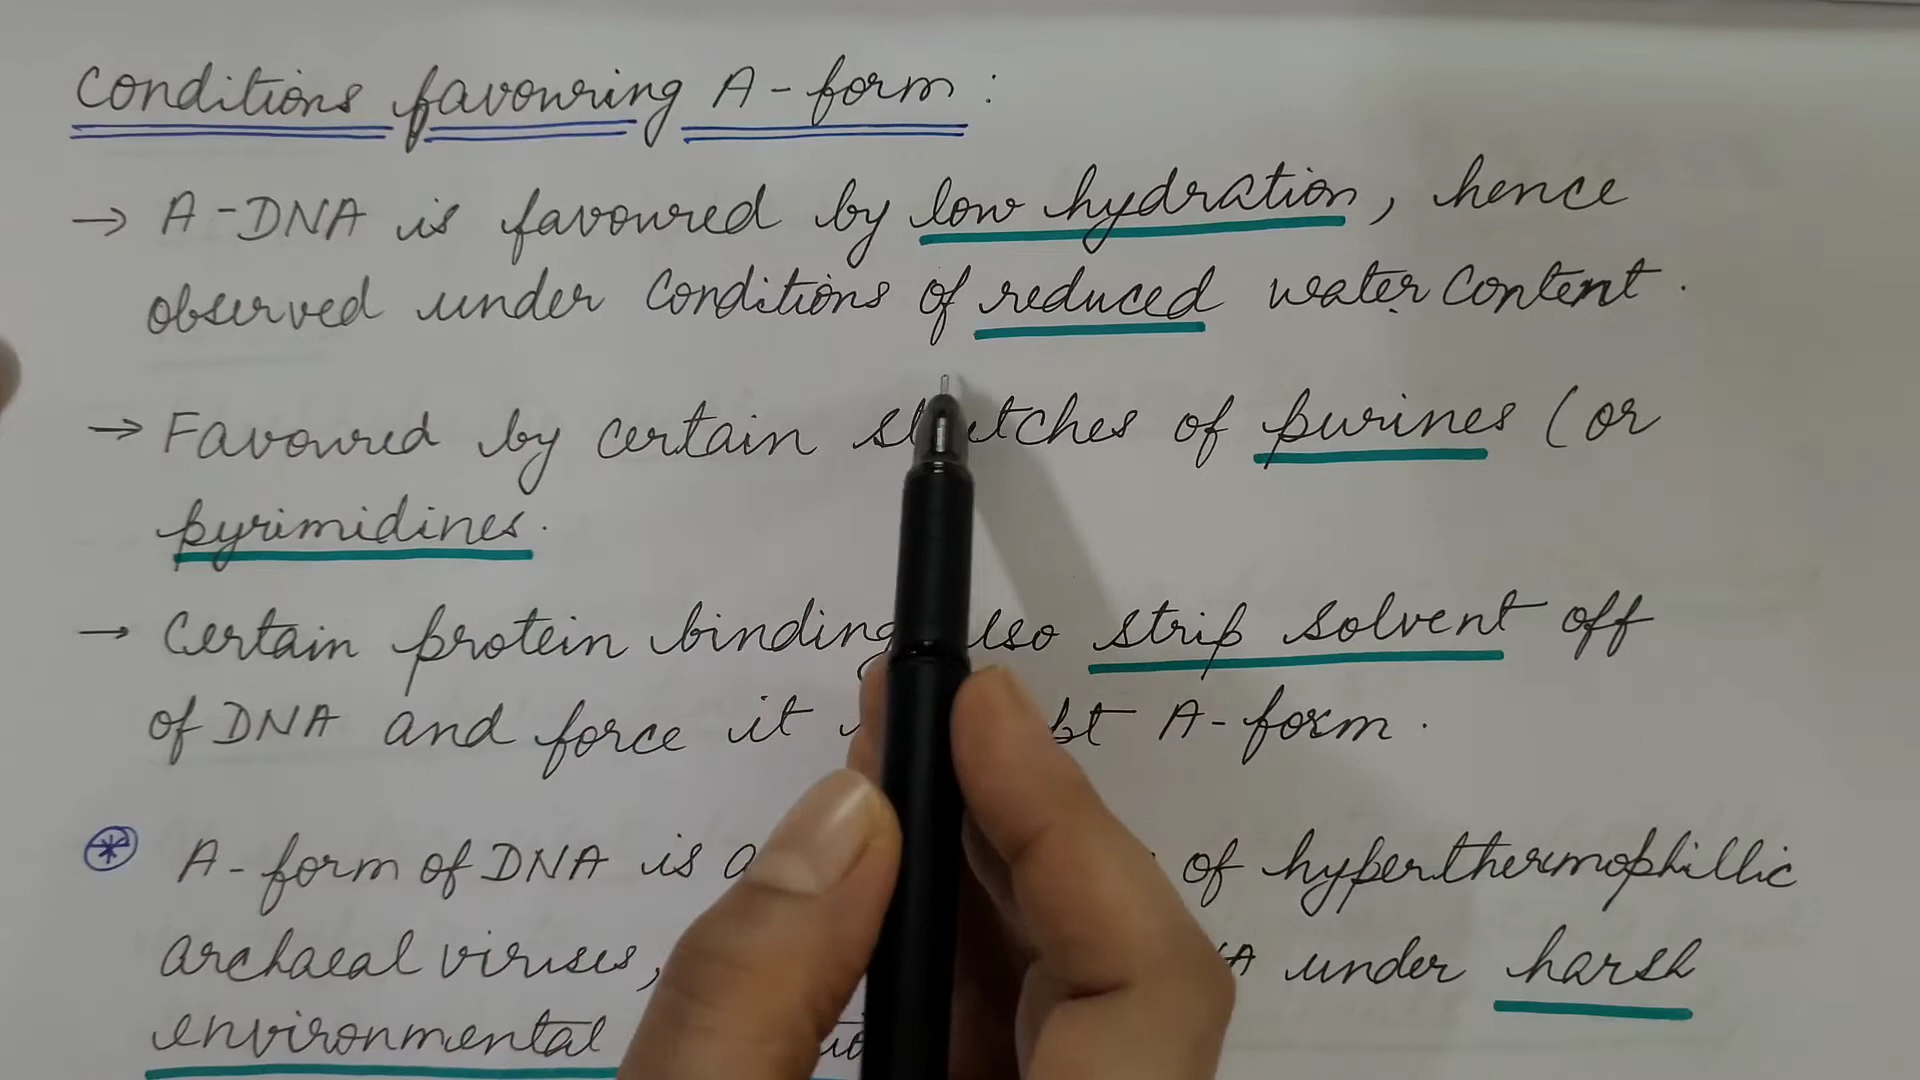 Conditions favouring A-form:
→ A-DNA is favoured by low hydration, hence
observed under conditions of reduced water content.
→ Favoured by certain stretches of purines (or
pyrimidines.
→ Certain protein binding also strip solvent off
of DNA and force it A-form.
* A-form of DNA is of hyperthermophillic
archaeal viruses, under harsh
environmental